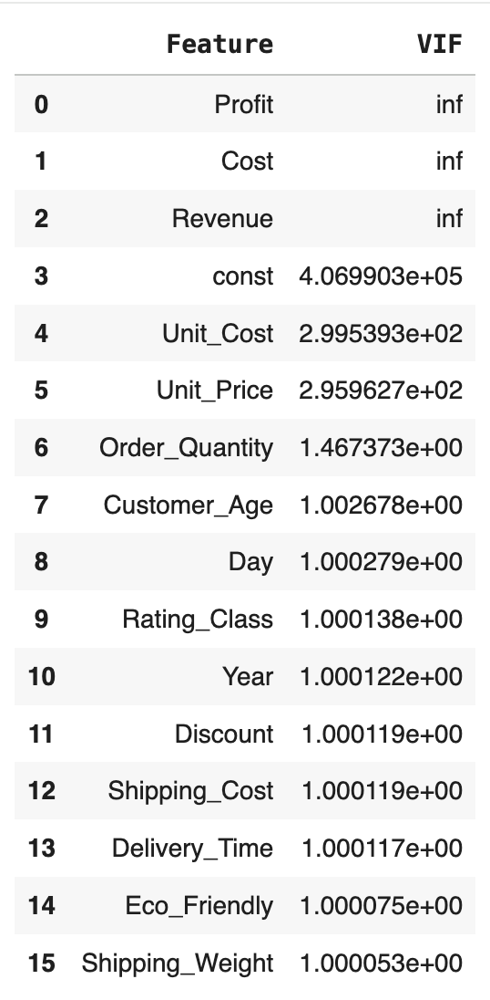 Feature VIF
0 Profit inf
1 Cost inf
2 Revenue inf
3 const 4.069903e+05
4 Unit_Cost 2.995393e+02
5 Unit_Price 2.959627e+02
6 Order_Quantity 1.467373e+00
7 Customer_Age 1.002678e+00
8 Day 1.000279e+00
9 Rating_Class 1.000138e+00
10 Year 1.000122e+00
11 Discount 1.000119e+00
12 Shipping_Cost 1.000119e+00
13 Delivery_Time 1.000117e+00
14 Eco_Friendly 1.000075e+00
15 Shipping_Weight 1.000053e+00